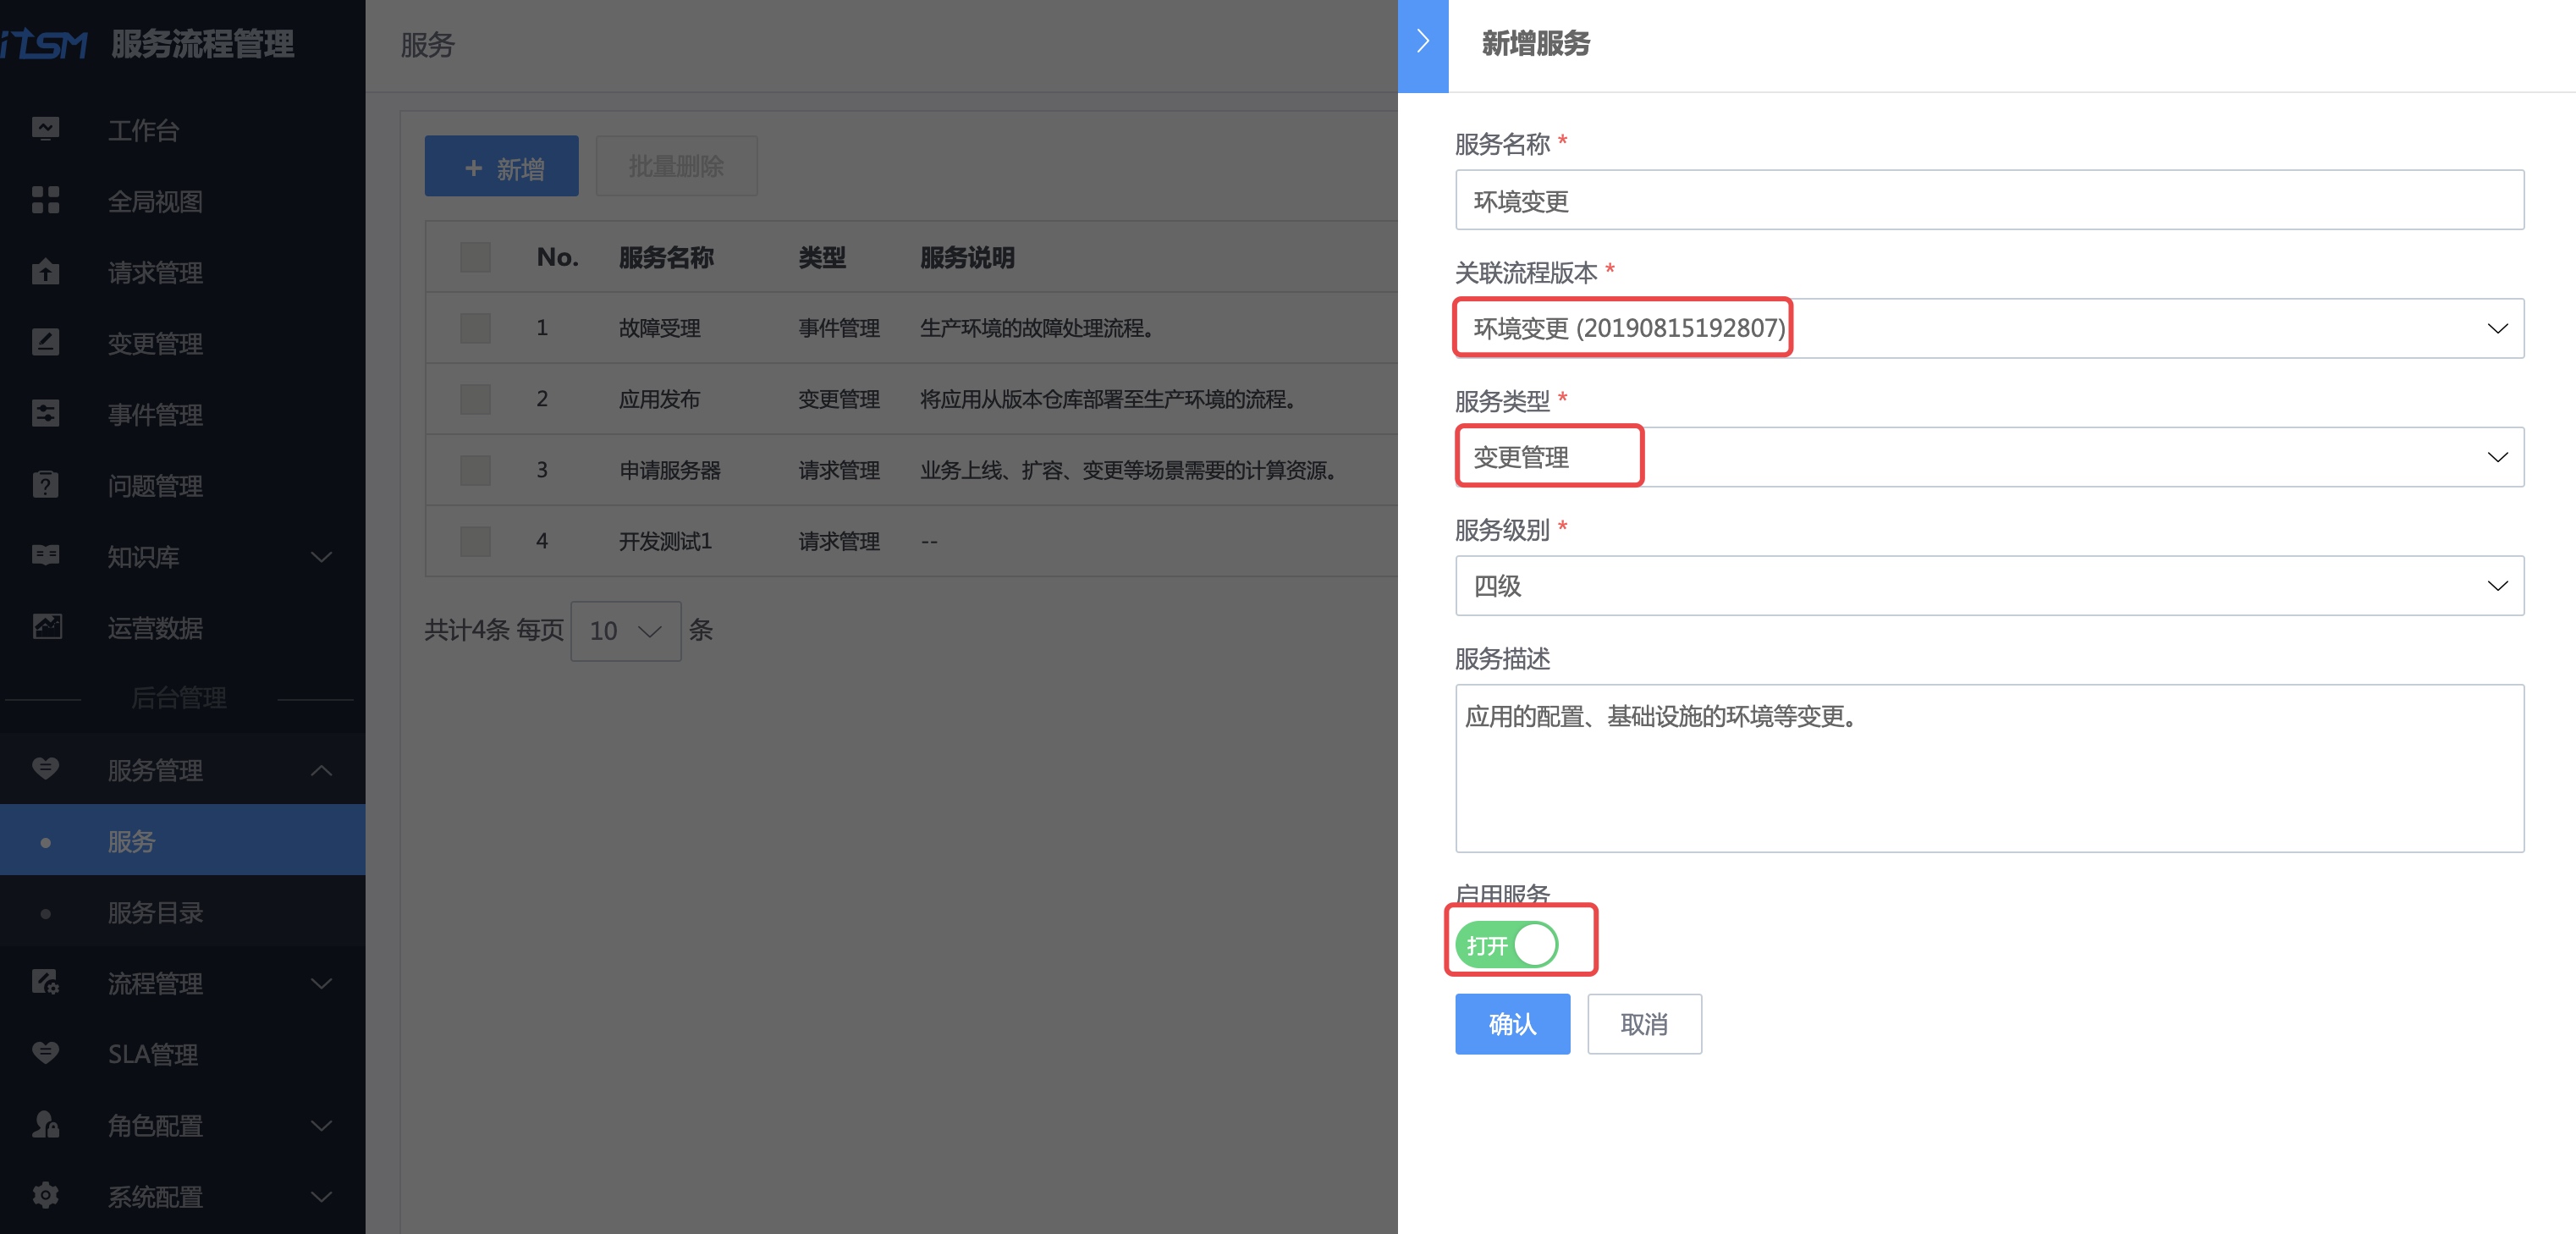 iTSM 服务流程管理
工作台
全局视图
请求管理
变更管理
事件管理
问题管理
知识库
运营数据
后台管理
服务管理
服务
服务目录
流程管理
SLA管理
角色配置
系统配置
服务
+ 新增 批量删除
No. 服务名称 类型 服务说明
1 故障受理 事件管理 生产环境的故障处理流程。
2 应用发布 变更管理 将应用从版本仓库部署至生产环境的流程。
3 申请服务器 请求管理 业务上线、扩容、变更等场景需要的计算资源。
4 开发测试1 请求管理 --
共计4条 每页 10 条
新增服务
服务名称 *
环境变更
关联流程版本 *
环境变更 (20190815192807)
服务类型 *
变更管理
服务级别 *
四级
服务描述
应用的配置、基础设施的环境等变更。
启用服务
打开
确认 取消